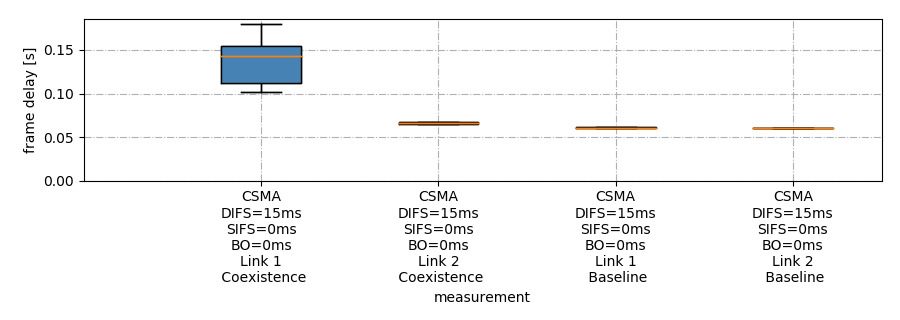 frame delay [s]
0.15
0.10
0.05
0.00
CSMA
DIFS=15ms
SIFS=0ms
BO=0ms
Link 1
Coexistence
CSMA
DIFS=15ms
SIFS=0ms
BO=0ms
Link 2
Coexistence
CSMA
DIFS=15ms
SIFS=0ms
BO=0ms
Link 1
Baseline
CSMA
DIFS=15ms
SIFS=0ms
BO=0ms
Link 2
Baseline
measurement